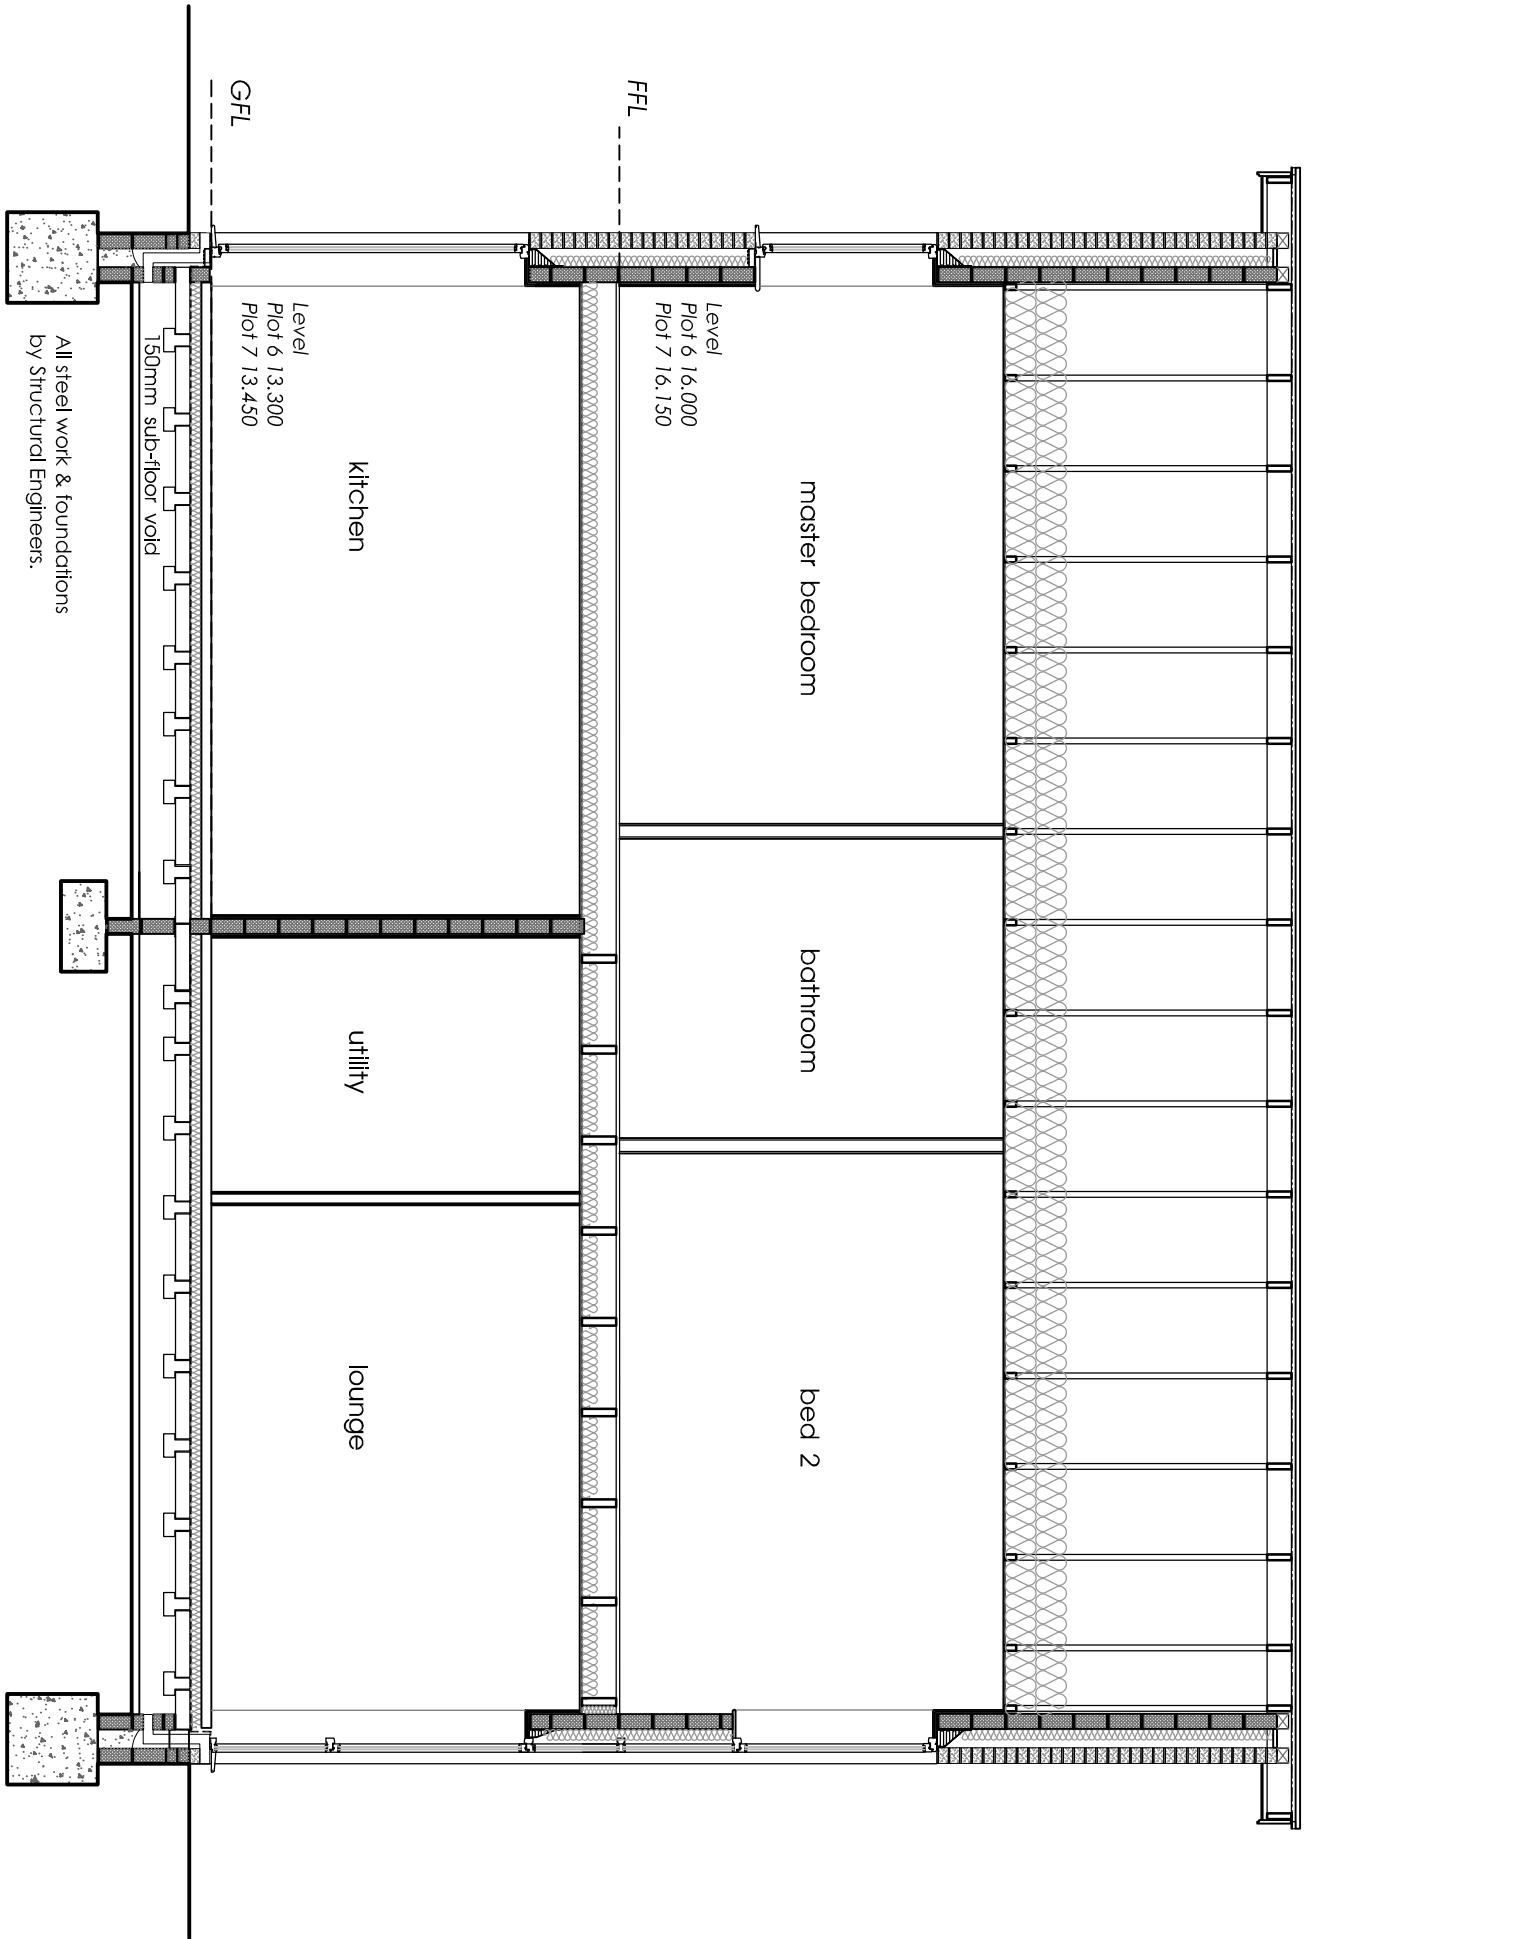 master bedroom
bathroom
bed 2
FFL
Level
Plot 6 16.000
Plot 7 16.150
kitchen
utility
lounge
Level
Plot 6 13.300
Plot 7 13.450
GFL
150mm sub-floor void
All steel work & foundations
by Structural Engineers.